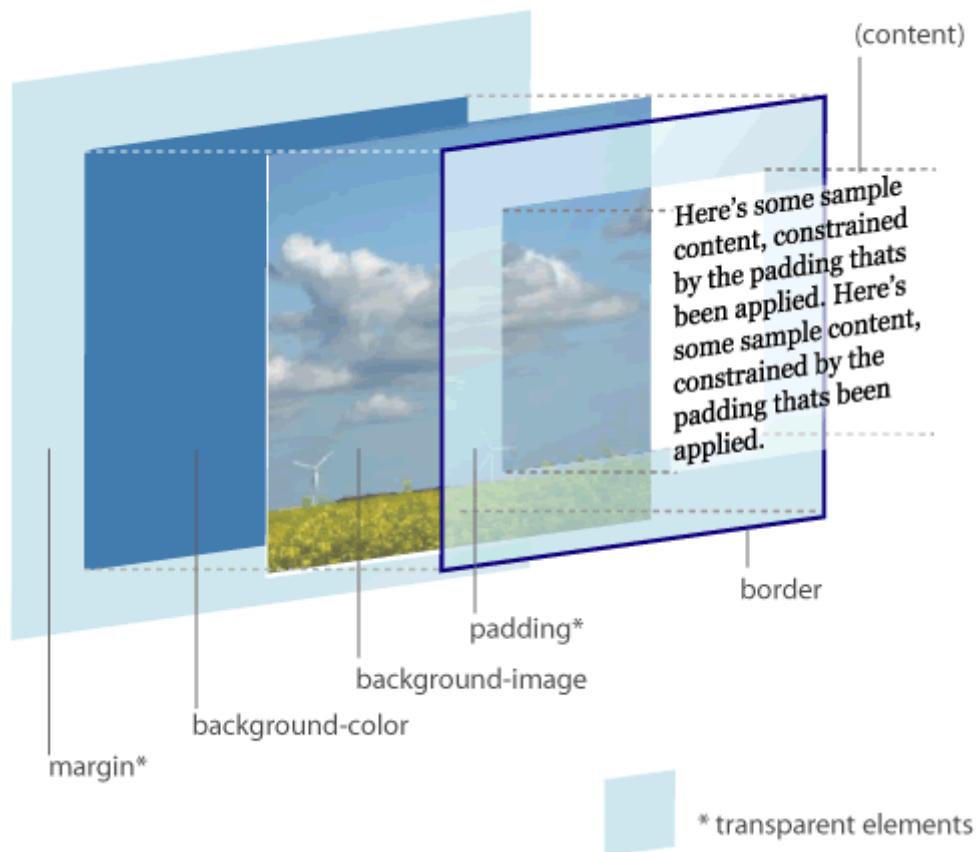 (content)
Here's some sample
content, constrained
by the padding thats
been applied. Here's
some sample content,
constrained by the
padding thats been
applied.
border
padding*
background-image
background-color
margin*
* transparent elements